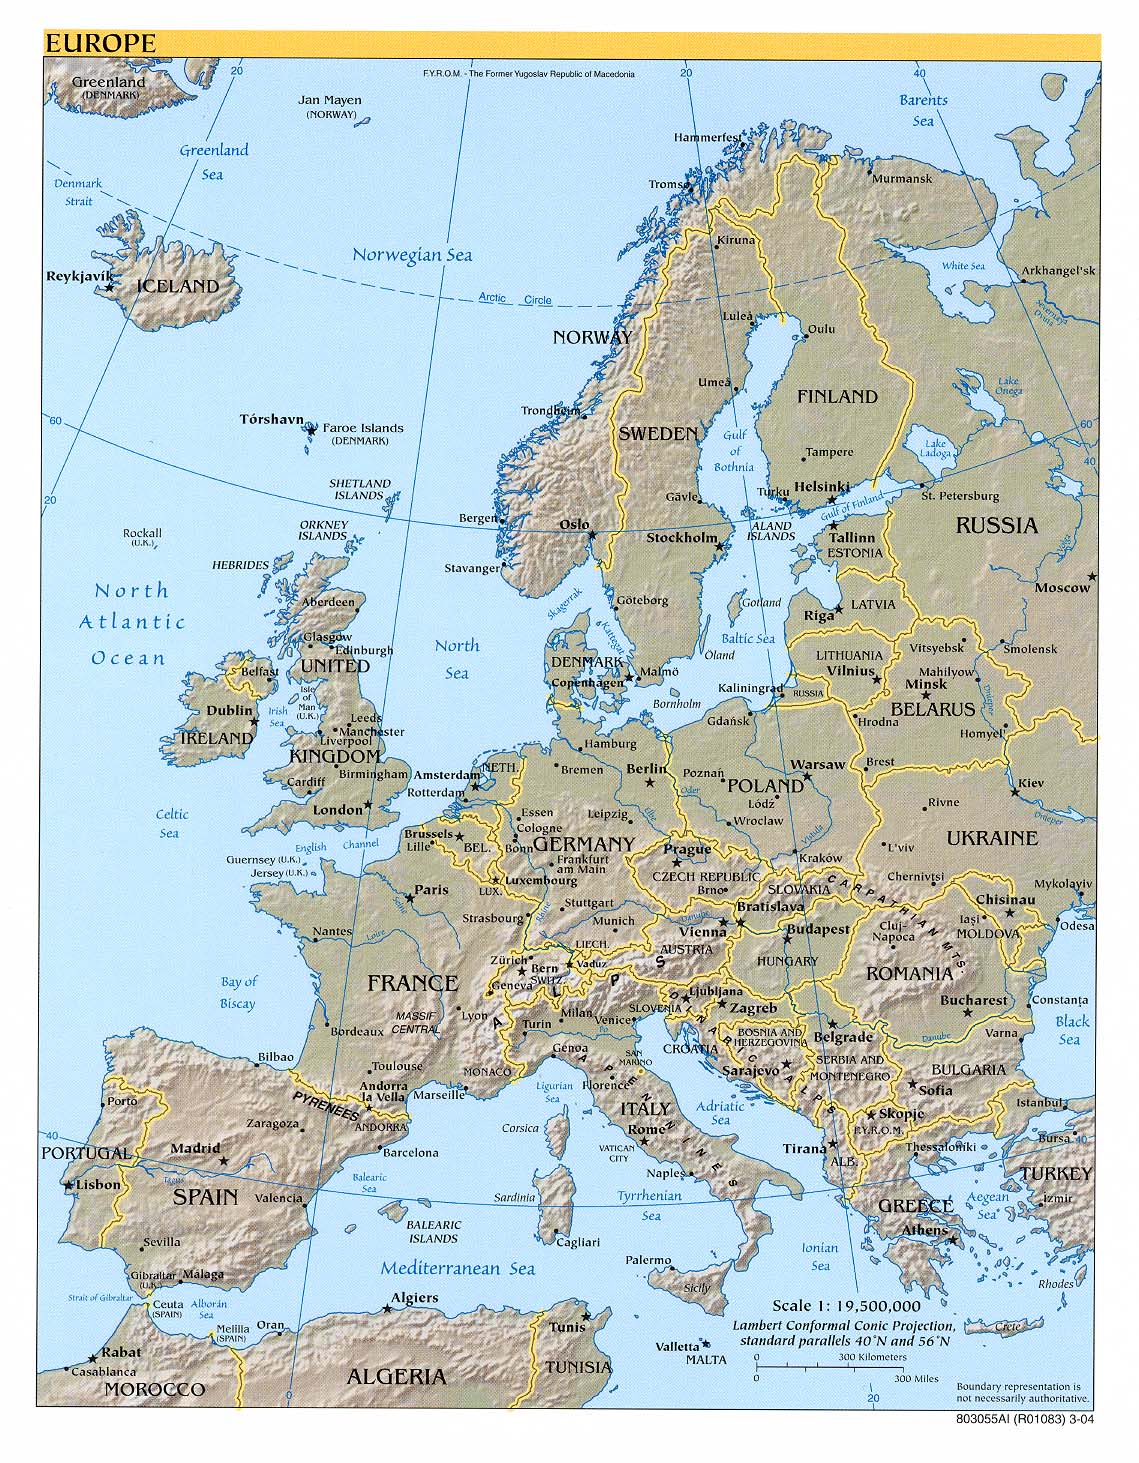 EUROPE
Greenland
(DENMARK)
20
F.Y.R.O.M. - The Former Yugoslav Republic of Macedonia
20
40
Jan Mayen
(NORWAY)
Barents
Sea
Hammerfest
Greenland
Sea
Denmark
Strait
Tromsø
Murmansk
Kiruna
Norwegian Sea
White Sea
Arkhangel'sk
Reykjavík
ICELAND
Arctic Circle
Severnaya
Dvina
Luleå
Oulu
NORWAY
Umeå
FINLAND
Lake
Onega
Trondheim
Tórshavn
Faroe Islands
(DENMARK)
60
SWEDEN
Gulf
of
Bothnia
Tampere
Lake
Ladoga
60
40
SHETLAND
ISLANDS
20
Gävle
Turku
Helsinki
St. Petersburg
Gulf of Finland
Bergen
Oslo
Rockall
(U.K.)
ORKNEY
ISLANDS
Stockholm
ALAND
ISLANDS
Tallinn
ESTONIA
RUSSIA
Volga
HEBRIDES
Stavanger
Moscow
North
Atlantic
Ocean
Aberdeen
Skagerrak
Göteborg
Gotland
Riga
LATVIA
Glasgow
Edinburgh
Kattegat
Baltic Sea
North
Sea
UNITED
KINGDOM
DENMARK
Copenhagen
Malmö
Öland
LITHUANIA
Vilnius
Vitsyebsk
Smolensk
Belfast
Mahilyow
Minsk
Kaliningrad
RUSSIA
Isle
of
Man
(U.K.)
Bornholm
BELARUS
Dnieper
Dublin
Irish
Sea
Leeds
Manchester
Liverpool
Gdańsk
Hrodna
Homyel'
IRELAND
Hamburg
Birmingham
Amsterdam
NETH.
Bremen
Berlin
Poznań
Warsaw
Brest
Cardiff
Rotterdam
POLAND
Kiev
Oder
Łódź
London
Essen
Leipzig
Elbe
Wroclaw
Rivne
Dnieper
Celtic
Sea
Cologne
Bonn
GERMANY
Vistula
UKRAINE
Brussels
Lille
BEL.
English Channel
Guernsey (U.K.)
Jersey (U.K.)
Frankfurt
am Main
Prague
Kraków
L'viv
LUX.
Luxembourg
CZECH REPUBLIC
Brno
SLOVAKIA
CARPATHIAN MTS.
Chernivtsi
Mykolayiv
Paris
Seine
Stuttgart
Bratislava
Chisinau
Strasbourg
Rhine
Munich
Danube
Vienna
Budapest
Cluj-
Napoca
Iași
MOLDOVA
Odesa
Nantes
Loire
LIECH.
AUSTRIA
Zürich
Bern
Vaduz
HUNGARY
ROMANIA
SWITZ.
Geneva
FRANCE
Bay of
Biscay
ALPS
Ljubljana
SLOVENIA
Zagreb
Bucharest
Constanța
MASSIF
CENTRAL
Lyon
Milan
Venice
Turin
Po
Bordeaux
DINARIC ALPS
BOSNIA AND
HERZEGOVINA
Belgrade
Danube
Varna
Black
Sea
CROATIA
Genoa
SAN
MARINO
Sarajevo
SERBIA AND
MONTENEGRO
BULGARIA
Bilbao
Toulouse
MONACO
Florence
APENNINES
Sofia
Andorra
la Vella
Marseille
Ligurian
Sea
Porto
PYRENEES
ANDORRA
ITALY
Adriatic
Sea
Skopje
F.Y.R.O.M.
Istanbul
Zaragoza
Corsica
Rome
VATICAN
CITY
40
PORTUGAL
Madrid
Barcelona
Tirana
ALB.
Thessaloniki
Bursa
40
Lisbon
Tagus
Balearic
Sea
Naples
TURKEY
SPAIN
Valencia
Sardinia
Tyrrhenian
Sea
GREECE
Aegean
Sea
Izmir
BALEARIC
ISLANDS
Athens
Sevilla
Cagliari
Ionian
Sea
Gibraltar
(U.K.)
Málaga
Mediterranean Sea
Palermo
Sicily
Rhodes
Strait of Gibraltar
Ceuta
(SPAIN)
Alborán
Sea
Algiers
Scale 1: 19,500,000
Melilla
(SPAIN)
Oran
Tunis
Lambert Conformal Conic Projection,
standard parallels 40°N and 56°N
Crete
Rabat
Casablanca
Valletta
MALTA
0
300 Kilometers
0
300 Miles
MOROCCO
ALGERIA
TUNISIA
0
20
Boundary representation is
not necessarily authoritative.
803055AI (R01083) 3-04